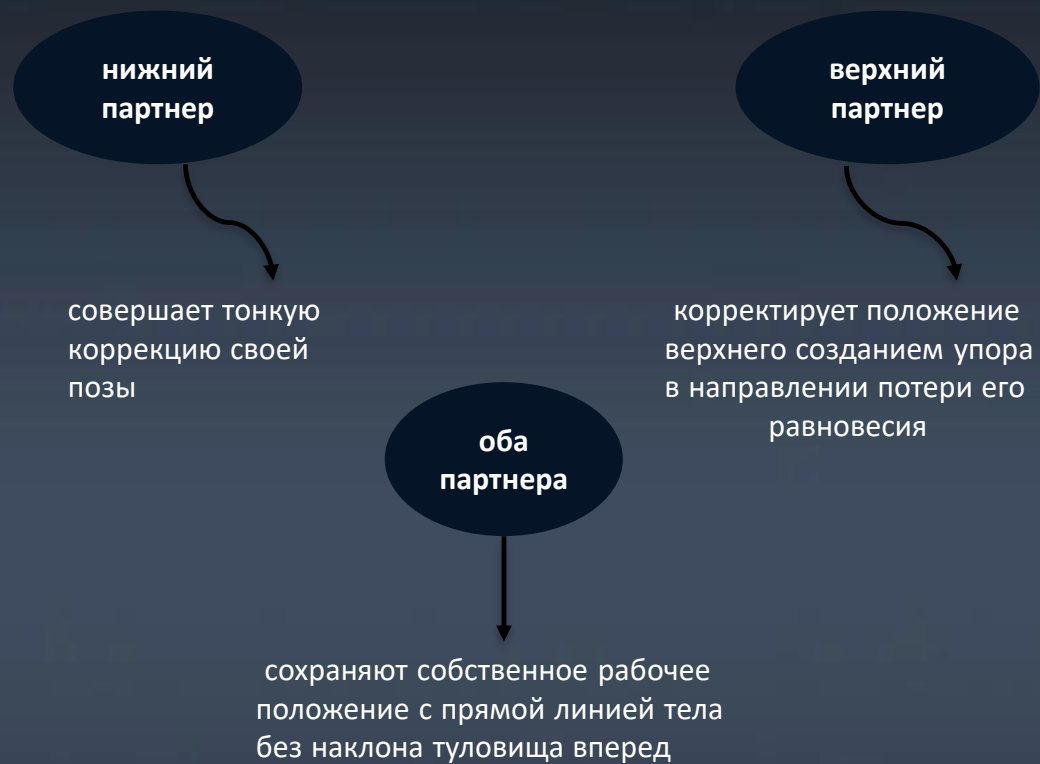 нижний
партнер
верхний
партнер
совершает тонкую
коррекцию своей
позы
корректирует положение
верхнего созданием упора
в направлении потери его
равновесия
оба
партнера
сохраняют собственное рабочее
положение с прямой линией тела
без наклона туловища вперед